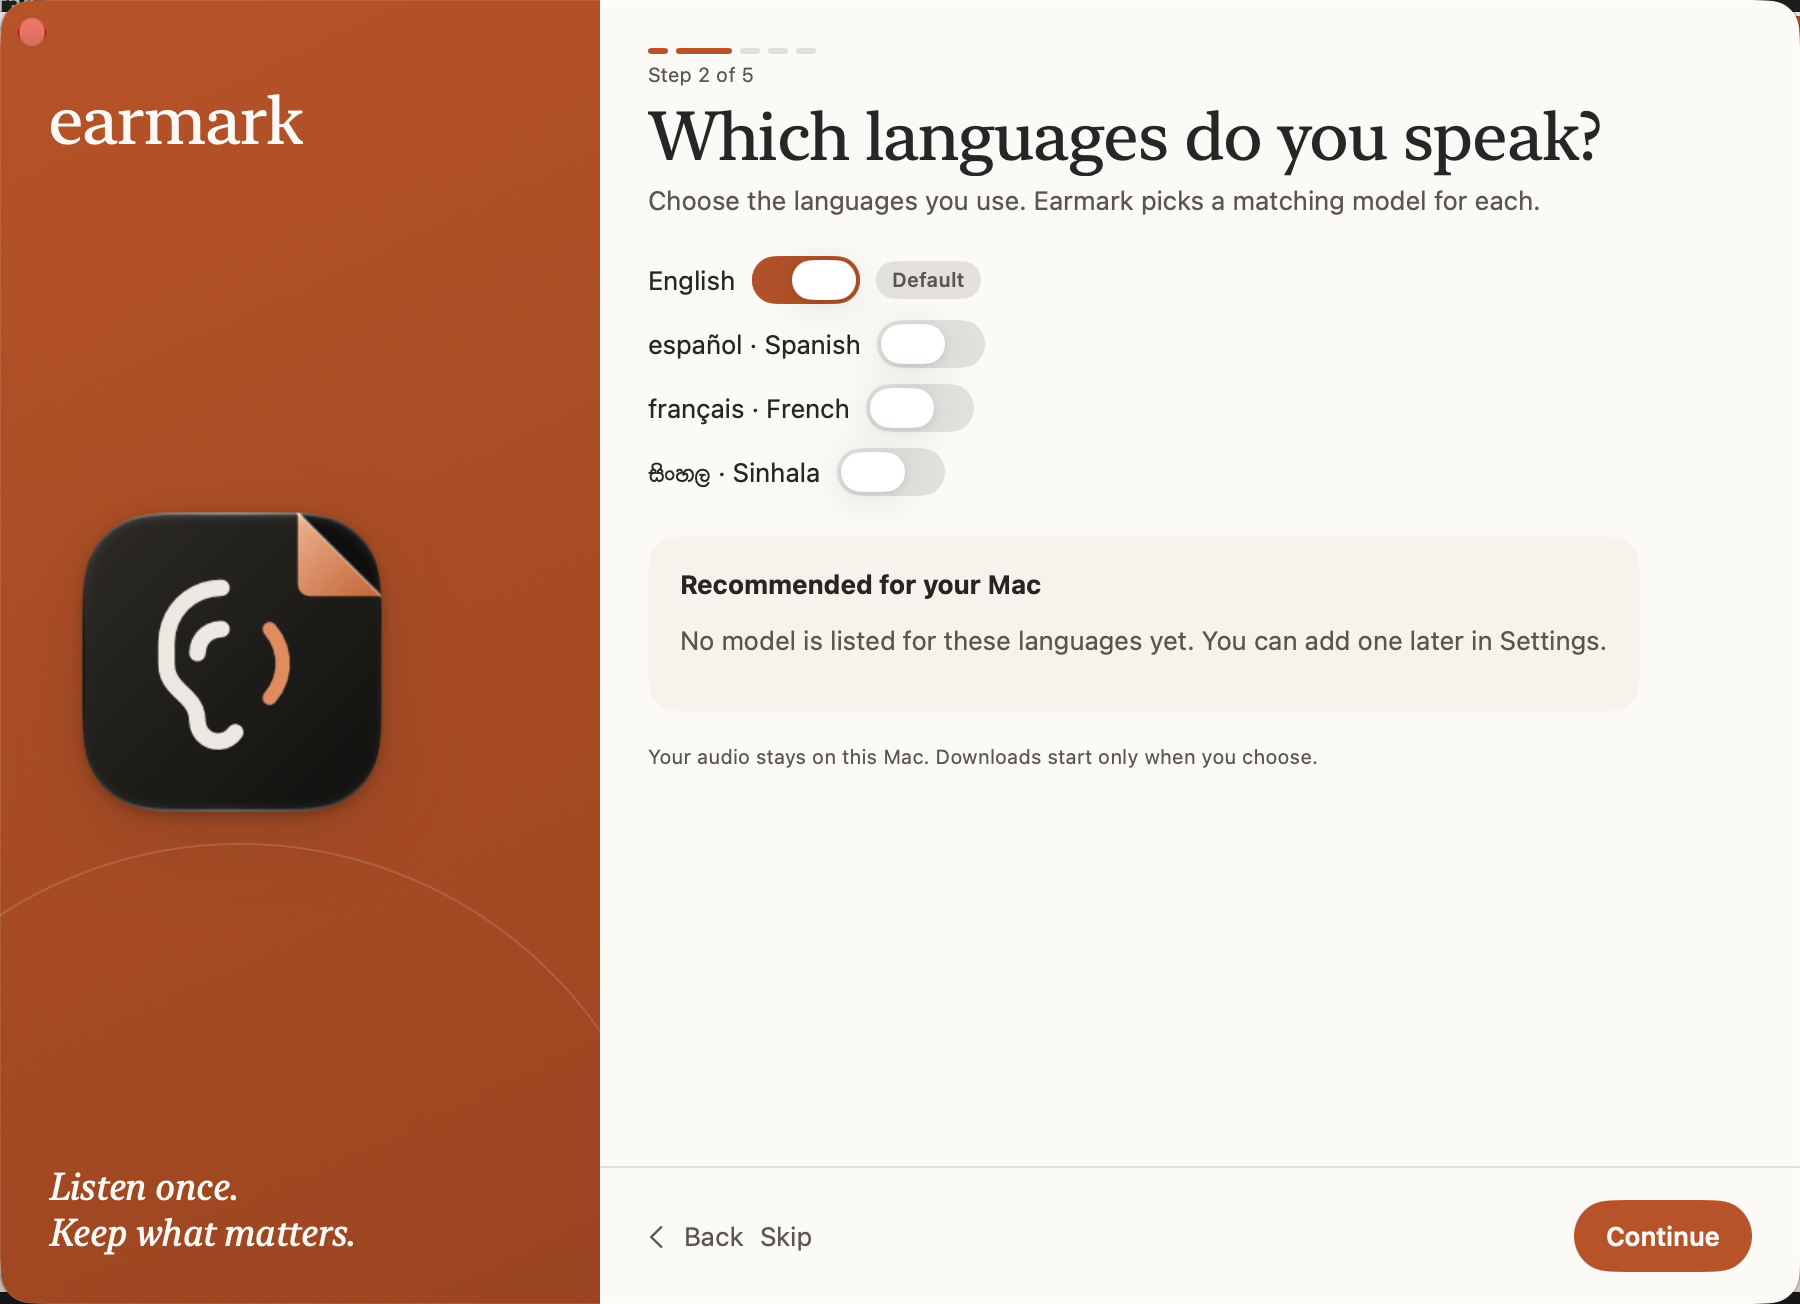 earmark
Listen once.
Keep what matters.
Step 2 of 5
Which languages do you speak?
Choose the languages you use. Earmark picks a matching model for each.
English Default
español · Spanish
français · French
සිංහල · Sinhala
Recommended for your Mac
No model is listed for these languages yet. You can add one later in Settings.
Your audio stays on this Mac. Downloads start only when you choose.
Back Skip Continue